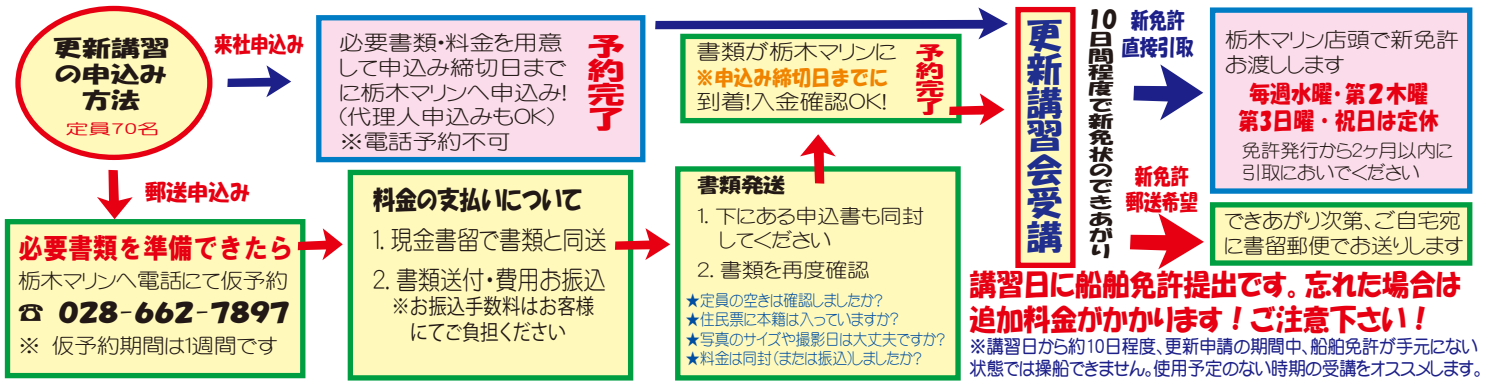 更新講習
の申込み
方法
定員70名
来社申込み
必要書類・料金を用意
して申込み締切日まで
に栃木マリンへ申込み!
(代理人申込みもOK)
※電話予約不可
予約完了
郵送申込み
必要書類を準備できたら
栃木マリンへ電話にて仮予約
☎ 028-662-7897
※ 仮予約期間は1週間です
料金の支払いについて
1. 現金書留で書類と同送
2. 書類送付・費用お振込
※お振込手数料はお客様
にてご負担ください
書類発送
1. 下にある申込書も同封
してください
2. 書類を再度確認
★定員の空きは確認しましたか?
★住民票に本籍は入っていますか?
★写真のサイズや撮影日は大丈夫ですか?
★料金は同封(または振込)しましたか?
書類が栃木マリンに
※申込み締切日までに
到着!入金確認OK!
予約完了
更新講習会受講
10日間程度で新免状のできあがり
新免許
直接引取
栃木マリン店頭で新免許
お渡しします
毎週水曜・第2木曜
第3日曜・祝日は定休
免許発行から2ヶ月以内に
引取においでください
新免許
郵送希望
できあがり次第、ご自宅宛
に書留郵便でお送りします
講習日に船舶免許提出です。忘れた場合は
追加料金がかかります！ご注意下さい！
※講習日から約10日程度、更新申請の期間中、船舶免許が手元にない
状態では操船できません。使用予定のない時期の受講をオススメします。